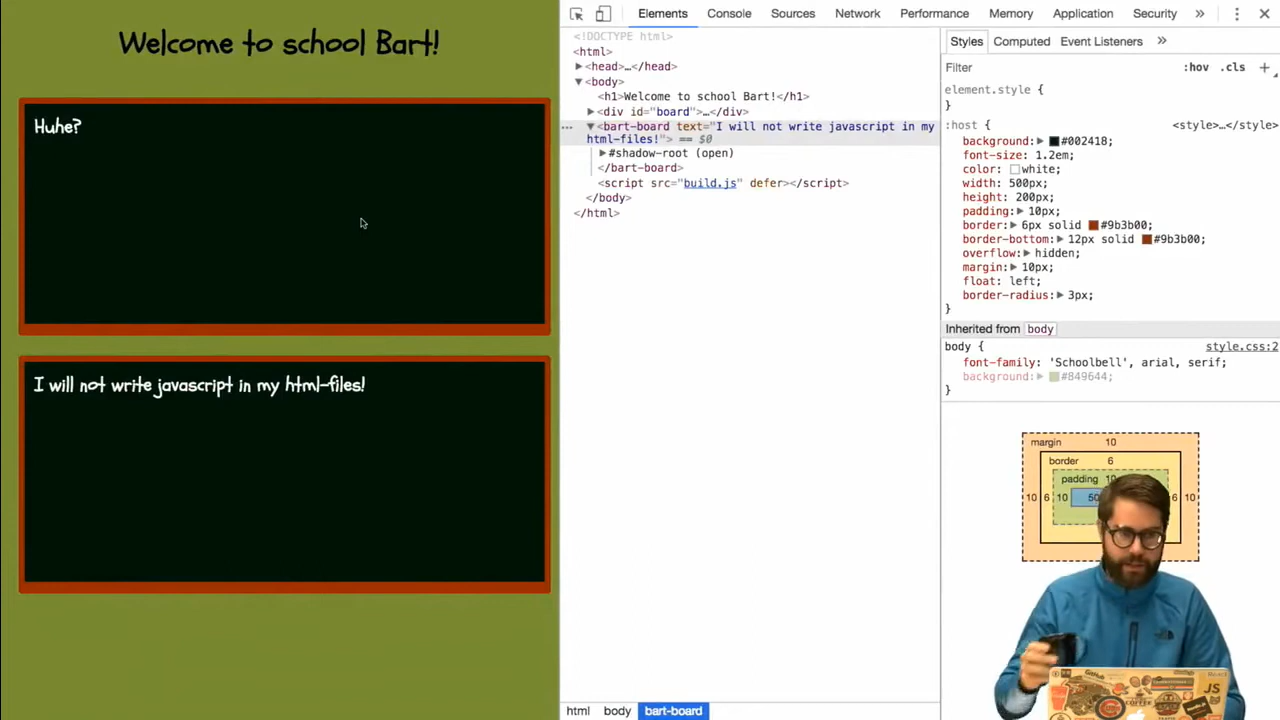 Welcome to school Bart!
Huhe?
I will not write javascript in my html-files!
Elements Console Sources Network Performance Memory Application Security »
<!DOCTYPE html>
<html>
▶<head>…</head>
▼<body>
<h1>Welcome to school Bart!</h1>
▶<div id="board">…</div>
… ▼<bart-board text="I will not write javascript in my
html-files!"> == $0
▶#shadow-root (open)
</bart-board>
<script src="build.js" defer></script>
</body>
</html>
html body bart-board
Styles Computed Event Listeners »
Filter :hov .cls +
element.style {
}
:host { <style>…</style>
background: #002418;
font-size: 1.2em;
color: white;
width: 500px;
height: 200px;
padding: 10px;
border: 6px solid #9b3b00;
border-bottom: 12px solid #9b3b00;
overflow: hidden;
margin: 10px;
float: left;
border-radius: 3px;
}
Inherited from body
body { style.css:2
font-family: 'Schoolbell', arial, serif;
background: #849644;
}
margin 10
border 6
padding 10
10 6 10 50 6 10
GitHub
JS